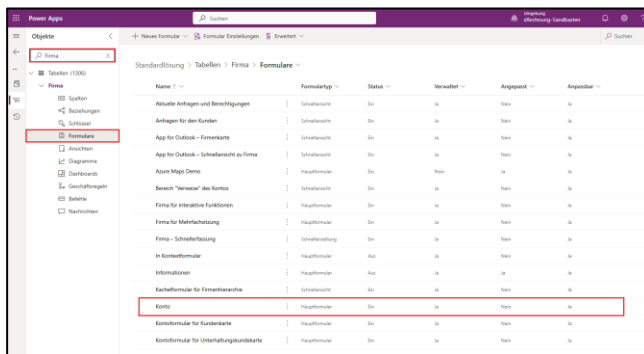 Power Apps
Suchen
Umgebung
eRechnung-Sandkasten
Objekte
Neues Formular
Formular Einstellungen
Erweitert
Suchen
Firma
Standardlösung > Tabellen > Firma > Formulare
Tabellen (1306)
Firma
Spalten
Beziehungen
Schlüssel
Formulare
Ansichten
Diagramme
Dashboards
Geschäftsregeln
Befehle
Nachrichten
Name Formulartyp Status Verwaltet Angepasst Anpassbar
Aktuelle Anfragen und Berechtigungen Schnellansicht Ein Ja Nein Ja
Anfragen für den Kunden Schnellansicht Ein Ja Nein Ja
App for Outlook – Firmenkarte Schnellansicht Ein Ja Nein Ja
App for Outlook – Schnellansicht zu Firma Schnellansicht Ein Ja Nein Ja
Azure Maps Demo Hauptformular Ein Nein Ja Ja
Bereich "Verweise" des Kontos Schnellansicht Ein Ja Nein Ja
Firma für interaktive Funktionen Hauptformular Ein Ja Nein Ja
Firma für Mehrfachsitzung Hauptformular Ein Ja Nein Ja
Firma – Schnellerfassung Schnellerstellung Ein Ja Nein Ja
In Kontextformular Hauptformular Aus Ja Nein Ja
Informationen Hauptformular Aus Ja Ja Ja
Kachelformular für Firmenhierarchie Schnellansicht Ein Ja Nein Ja
Konto Hauptformular Ein Ja Nein Ja
Kontoformular für Kundenkarte Hauptformular Ein Ja Nein Ja
Kontoformular für Unterhaltungskundekarte Hauptformular Ein Ja Nein Ja